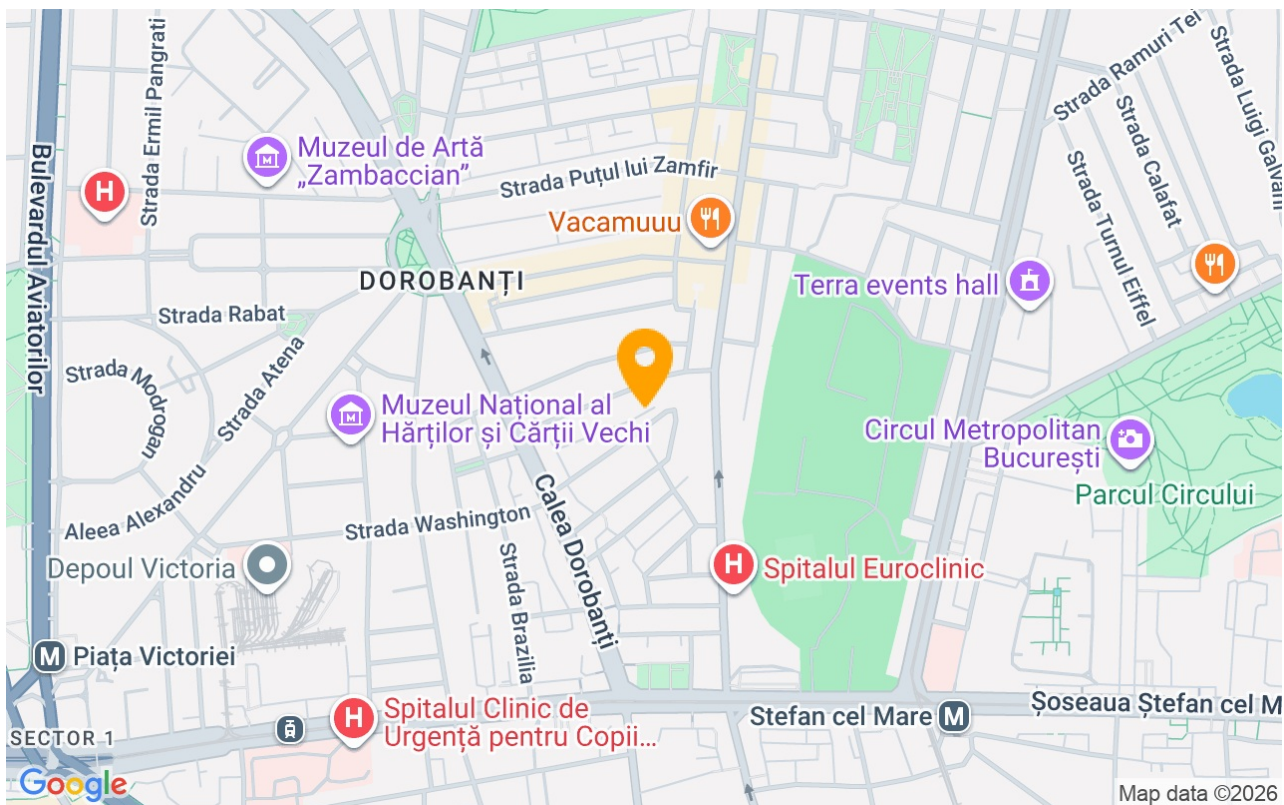 Strada Ermil Pangrati
Bulevardul Aviatorilor
H
Muzeul de Artă
„Zambaccian”
Strada Puțul lui Zamfir
Vacamuuu
Strada Ramuri Tei
Strada Luigi Galvani
Strada Calafat
Strada Turnul Eiffel
DOROBANȚI
Terra events hall
Strada Rabat
Strada Atena
Strada Modrogan
Muzeul Național al
Hărților și Cărții Vechi
Circul Metropolitan
București
Parcul Circului
Aleea Alexandru
Strada Washington
Calea Dorobanți
Depoul Victoria
Strada Brazilia
H
Spitalul Euroclinic
M
Piața Victoriei
H
Spitalul Clinic de
Urgență pentru Copii...
Stefan cel Mare
M
Șoseaua Ștefan cel M
SECTOR 1
Google
Map data ©2026